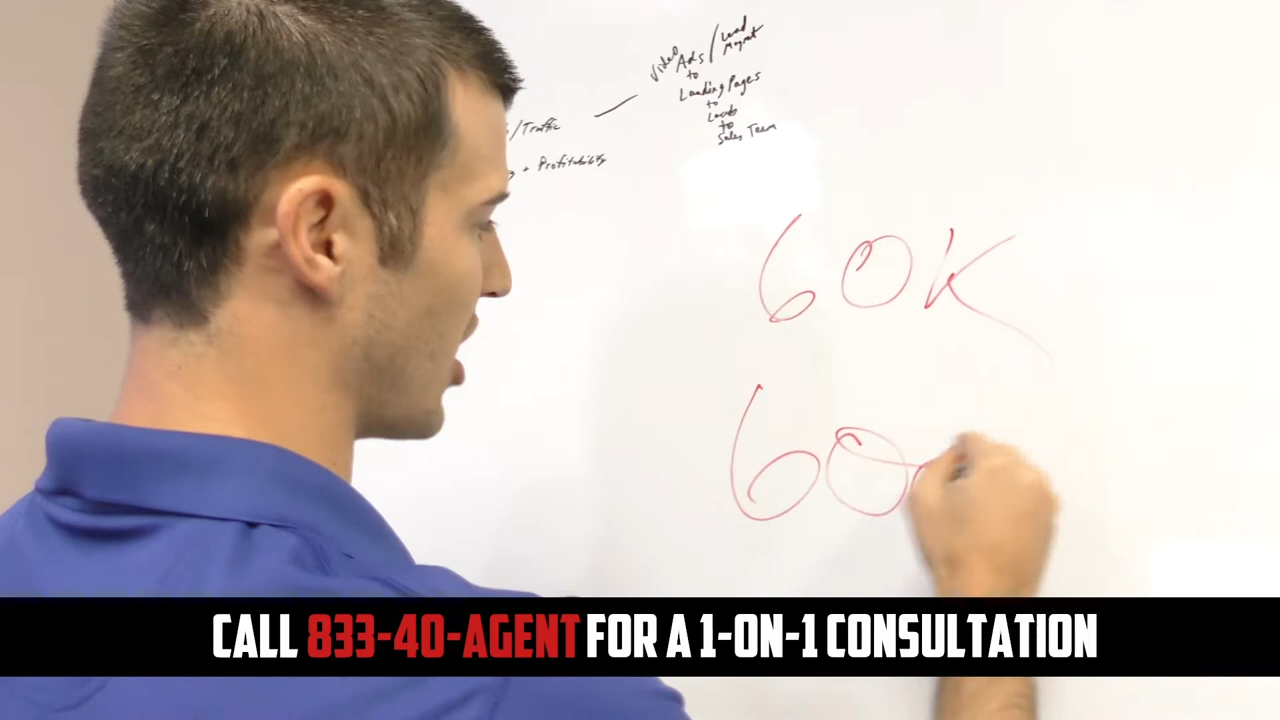 Video Ads / Lead Mgmt
to
Landing Pages
to
Leads
to
Sales Team
/Traffic
+ Profitability
60K
60
CALL 833-40-AGENT FOR A 1-ON-1 CONSULTATION